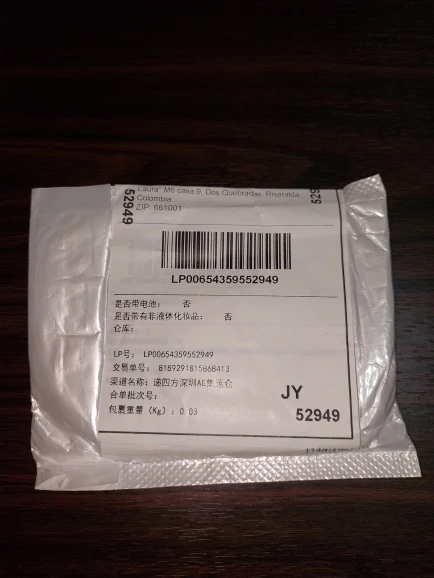 Laura" M6 casa 9, Dos Quebradas, Risaralda,
Colombia
ZIP: 661001
52949
LP00654359552949
是否带电池： 否
是否带有非液体化妆品： 否
仓库：
LP号： LP00654359552949
交易单号： 8189291815868413
渠道名称：递四方深圳AE集运仓
合单批次号：
包裹重量（Kg）：0.03
JY
52949